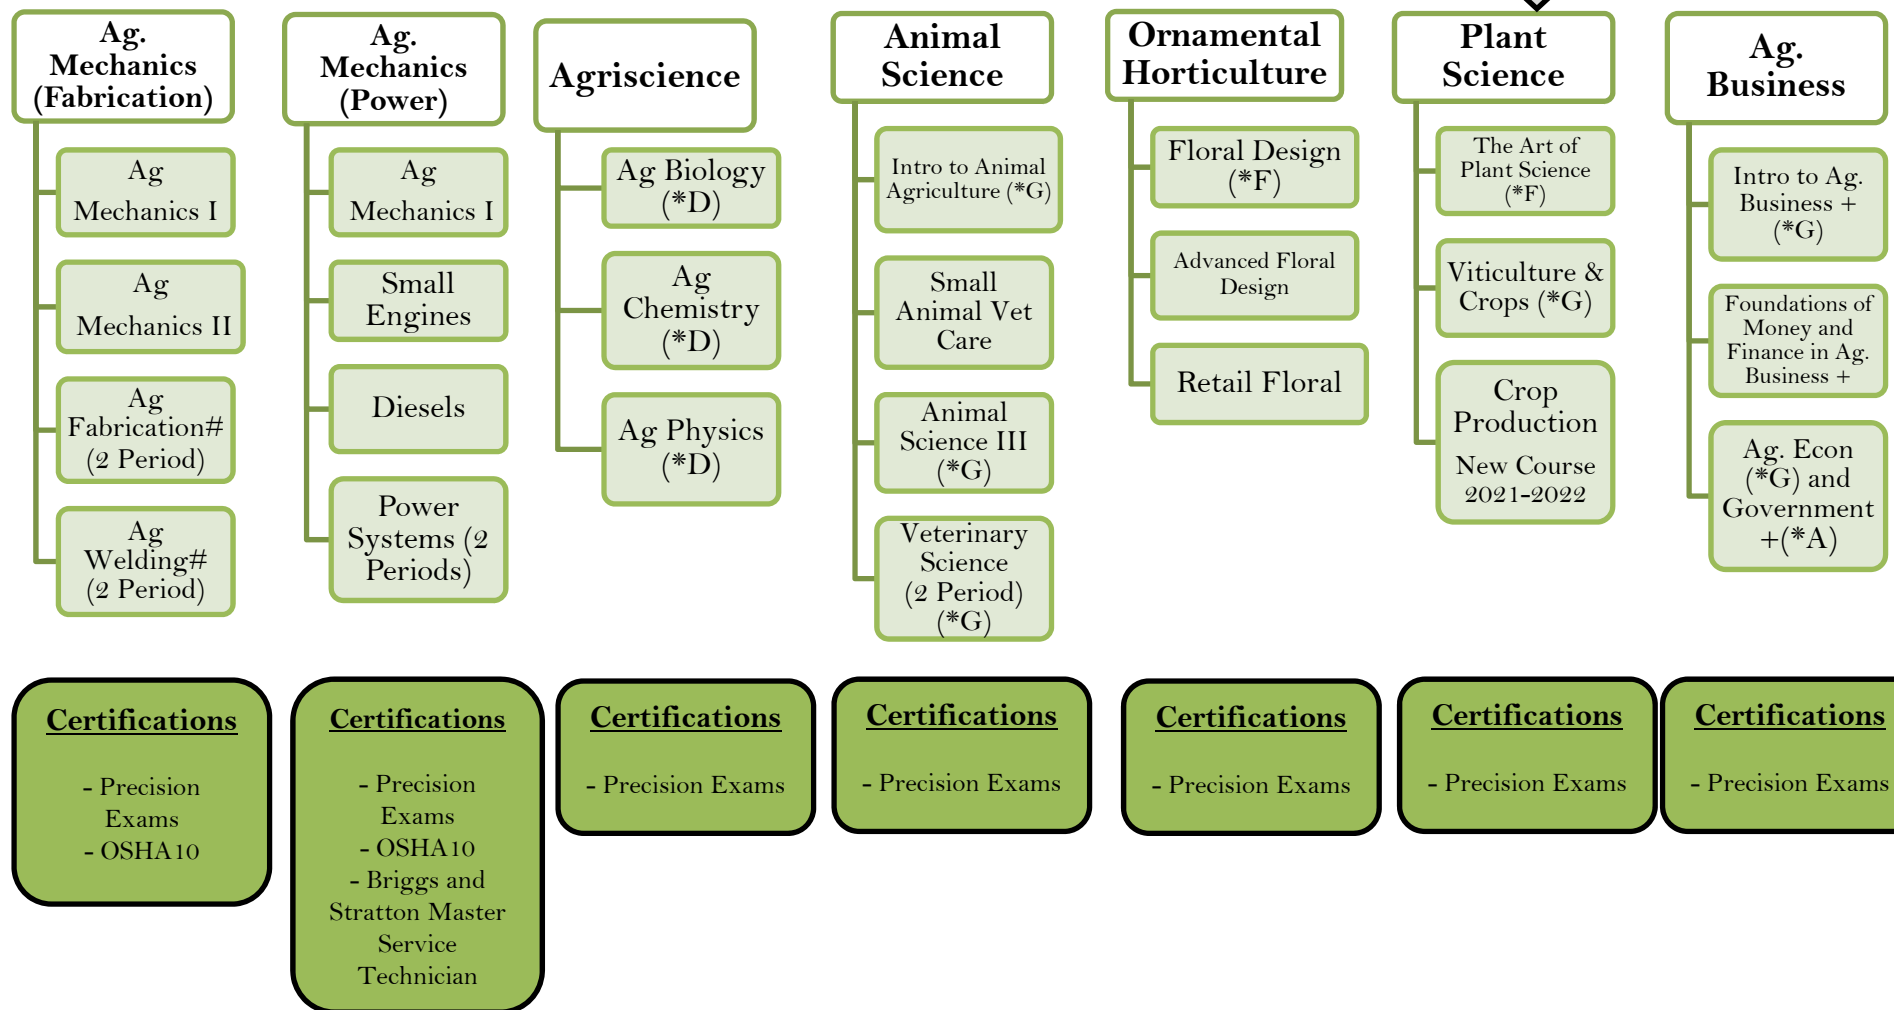 Ag.
Mechanics
(Fabrication)
Ag
Mechanics I
Ag
Mechanics II
Ag
Fabrication#
(2 Period)
Ag
Welding#
(2 Period)
Ag.
Mechanics
(Power)
Ag
Mechanics I
Small
Engines
Diesels
Power
Systems (2
Periods)
Agriscience
Ag Biology
(*D)
Ag
Chemistry
(*D)
Ag Physics
(*D)
Animal
Science
Intro to Animal
Agriculture (*G)
Small
Animal Vet
Care
Animal
Science III
(*G)
Veterinary
Science
(2 Period)
(*G)
Ornamental
Horticulture
Floral Design
(*F)
Advanced Floral
Design
Retail Floral
Plant
Science
The Art of
Plant Science
(*F)
Viticulture &
Crops (*G)
Crop
Production
New Course
2021-2022
Ag.
Business
Intro to Ag.
Business +
(*G)
Foundations of
Money and
Finance in Ag.
Business +
Ag. Econ
(*G) and
Government
+(*A)
Certifications
- Precision
Exams
- OSHA10
Certifications
- Precision
Exams
- OSHA10
- Briggs and
Stratton Master
Service
Technician
Certifications
- Precision Exams
Certifications
- Precision Exams
Certifications
- Precision Exams
Certifications
- Precision Exams
Certifications
- Precision Exams